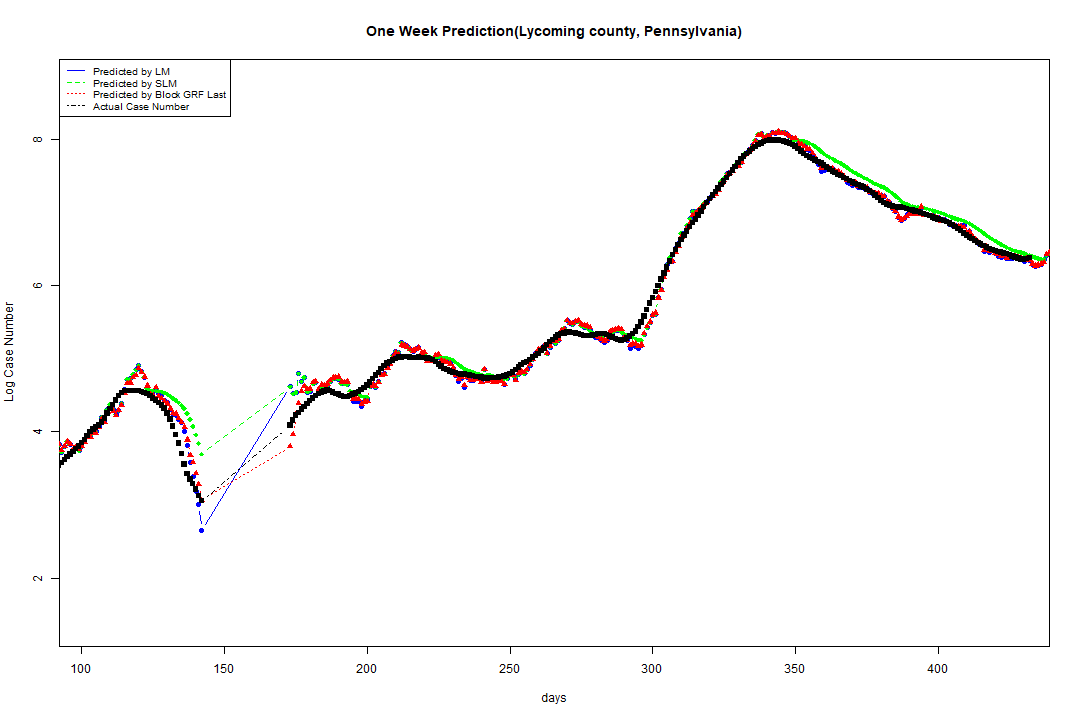 One Week Prediction(Lycoming county, Pennsylvania)
Predicted by LM
Predicted by SLM
Predicted by Block GRF Last
Actual Case Number
8
6
4
2
Log Case Number
100 150 200 250 300 350 400
days